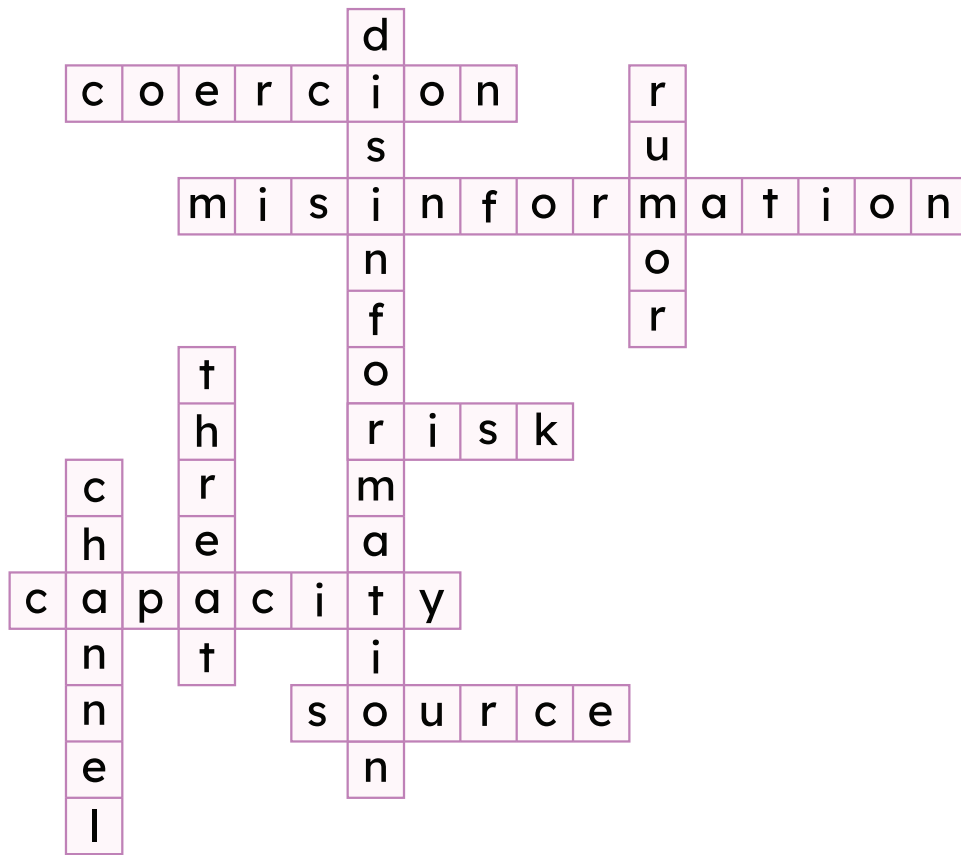 disinformation
coercion
rumor
misinformation
threat
risk
channel
capacity
source